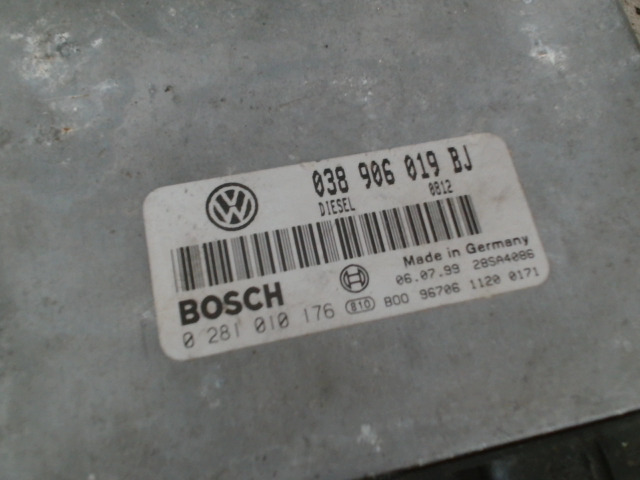 038 906 019 BJ
DIESEL 0812
Made in Germany
BOSCH 06.07.99 28SA4086
0 281 010 176 810 B00 96706 1120 0171